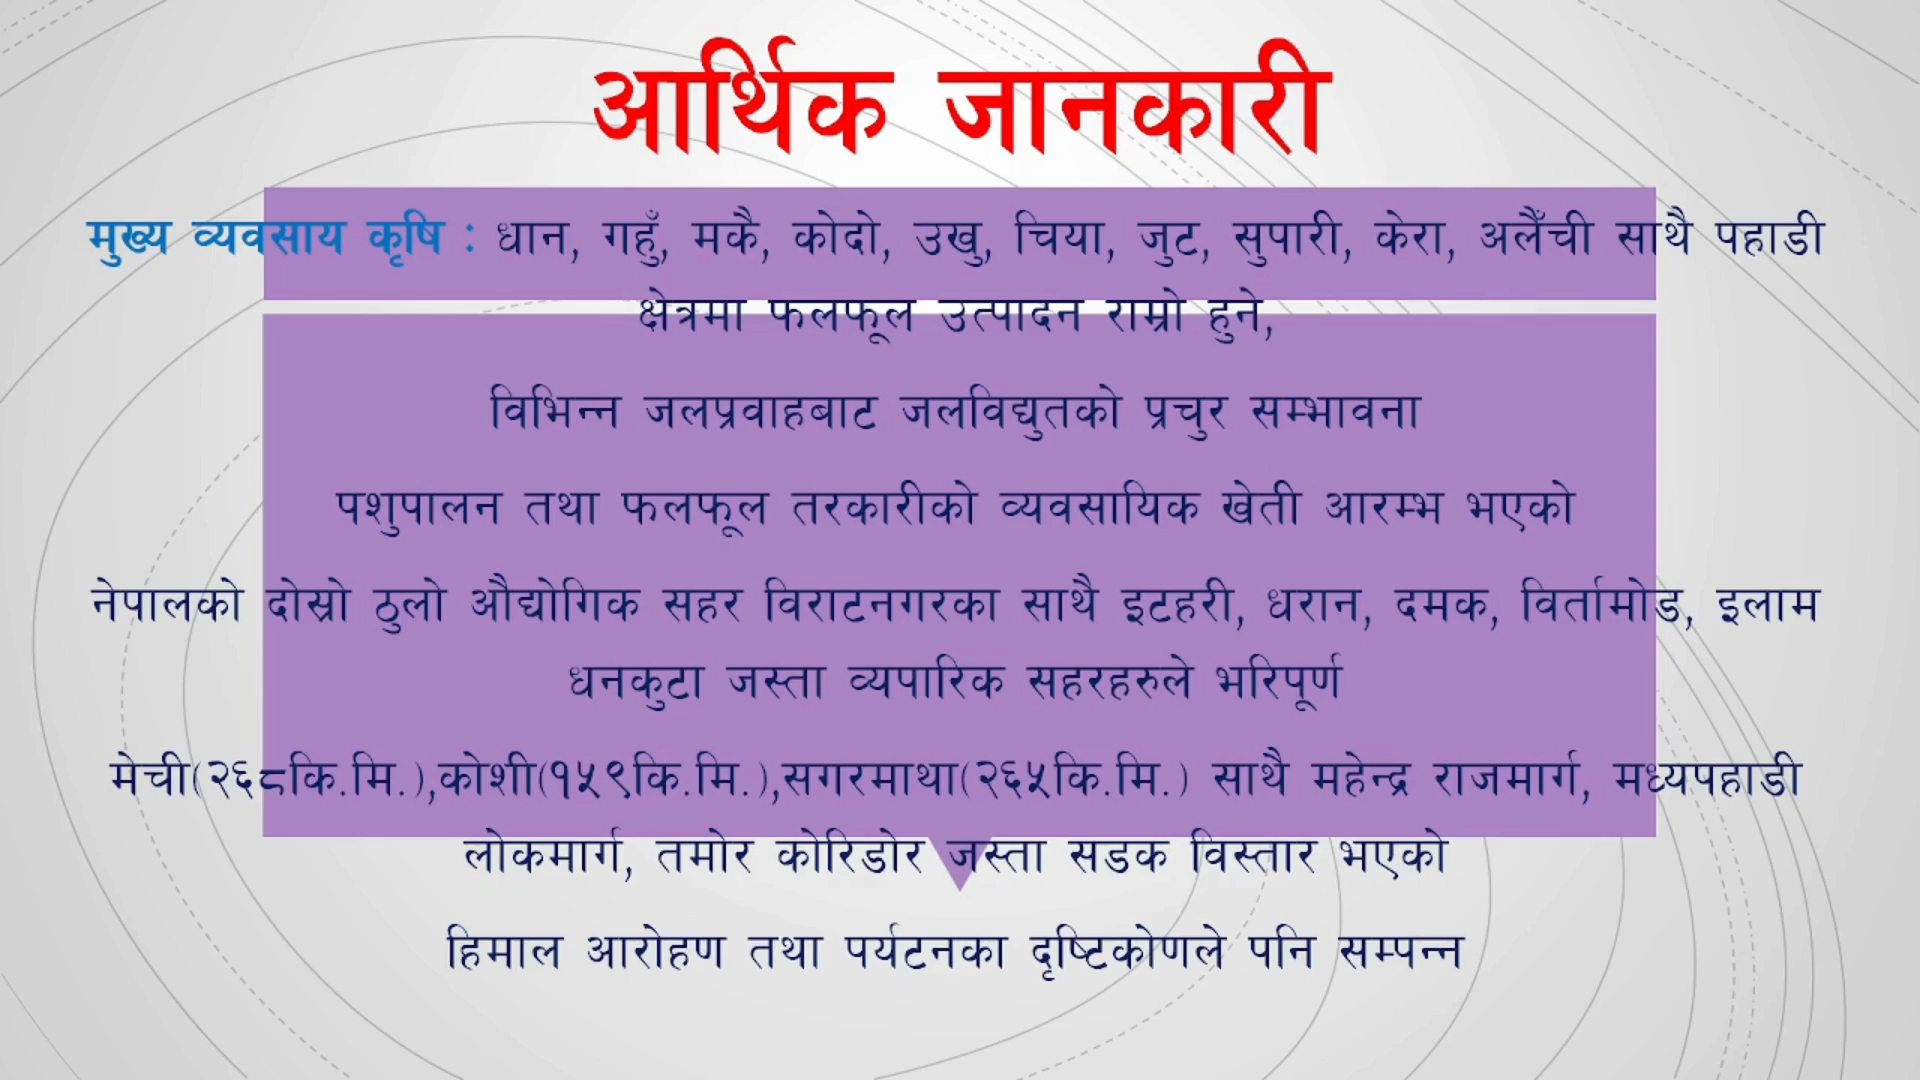 आर्थिक जानकारी
मुख्य व्यवसाय कृषि : धान, गहुँ, मकै, कोदो, उखु, चिया, जुट, सुपारी, केरा, अलैँची साथै पहाडी
क्षेत्रमा फलफूल उत्पादन राम्रो हुने,
विभिन्न जलप्रवाहबाट जलविद्युतको प्रचुर सम्भावना
पशुपालन तथा फलफूल तरकारीको व्यवसायिक खेती आरम्भ भएको
नेपालको दोस्रो ठुलो औद्योगिक सहर विराटनगरका साथै इटहरी, धरान, दमक, विर्तामोड, इलाम
धनकुटा जस्ता व्यपारिक सहरहरुले भरिपूर्ण
मेची(२६८कि.मि.),कोशी(१५९कि.मि.),सगरमाथा(२६५कि.मि.) साथै महेन्द्र राजमार्ग, मध्यपहाडी
लोकमार्ग, तमोर कोरिडोर जस्ता सडक विस्तार भएको
हिमाल आरोहण तथा पर्यटनका दृष्टिकोणले पनि सम्पन्न